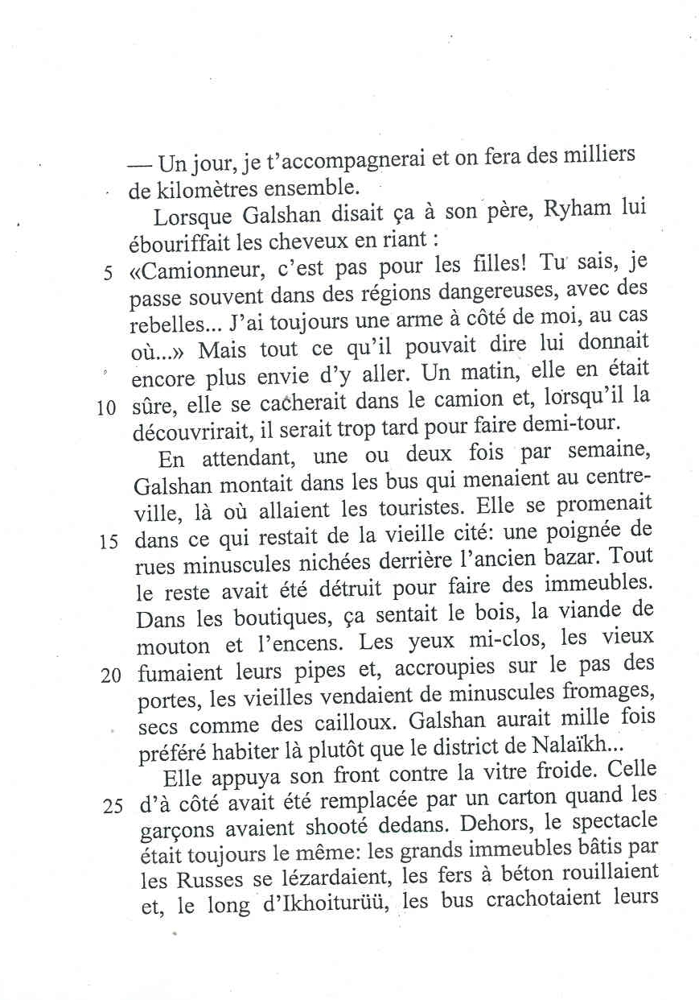 — Un jour, je t'accompagnerai et on fera des milliers
de kilomètres ensemble.
Lorsque Galshan disait ça à son père, Ryham lui
ébouriffait les cheveux en riant :
5 «Camionneur, c'est pas pour les filles! Tu sais, je
passe souvent dans des régions dangereuses, avec des
rebelles... J'ai toujours une arme à côté de moi, au cas
où...» Mais tout ce qu'il pouvait dire lui donnait
encore plus envie d'y aller. Un matin, elle en était
10 sûre, elle se cacherait dans le camion et, lorsqu'il la
découvrirait, il serait trop tard pour faire demi-tour.
En attendant, une ou deux fois par semaine,
Galshan montait dans les bus qui menaient au centre-
ville, là où allaient les touristes. Elle se promenait
15 dans ce qui restait de la vieille cité: une poignée de
rues minuscules nichées derrière l'ancien bazar. Tout
le reste avait été détruit pour faire des immeubles.
Dans les boutiques, ça sentait le bois, la viande de
mouton et l'encens. Les yeux mi-clos, les vieux
20 fumaient leurs pipes et, accroupies sur le pas des
portes, les vieilles vendaient de minuscules fromages,
secs comme des cailloux. Galshan aurait mille fois
préféré habiter là plutôt que le district de Nalaïkh...
Elle appuya son front contre la vitre froide. Celle
25 d'à côté avait été remplacée par un carton quand les
garçons avaient shooté dedans. Dehors, le spectacle
était toujours le même: les grands immeubles bâtis par
les Russes se lézardaient, les fers à béton rouillaient
et, le long d'Ikhoiturüü, les bus crachotaient leurs